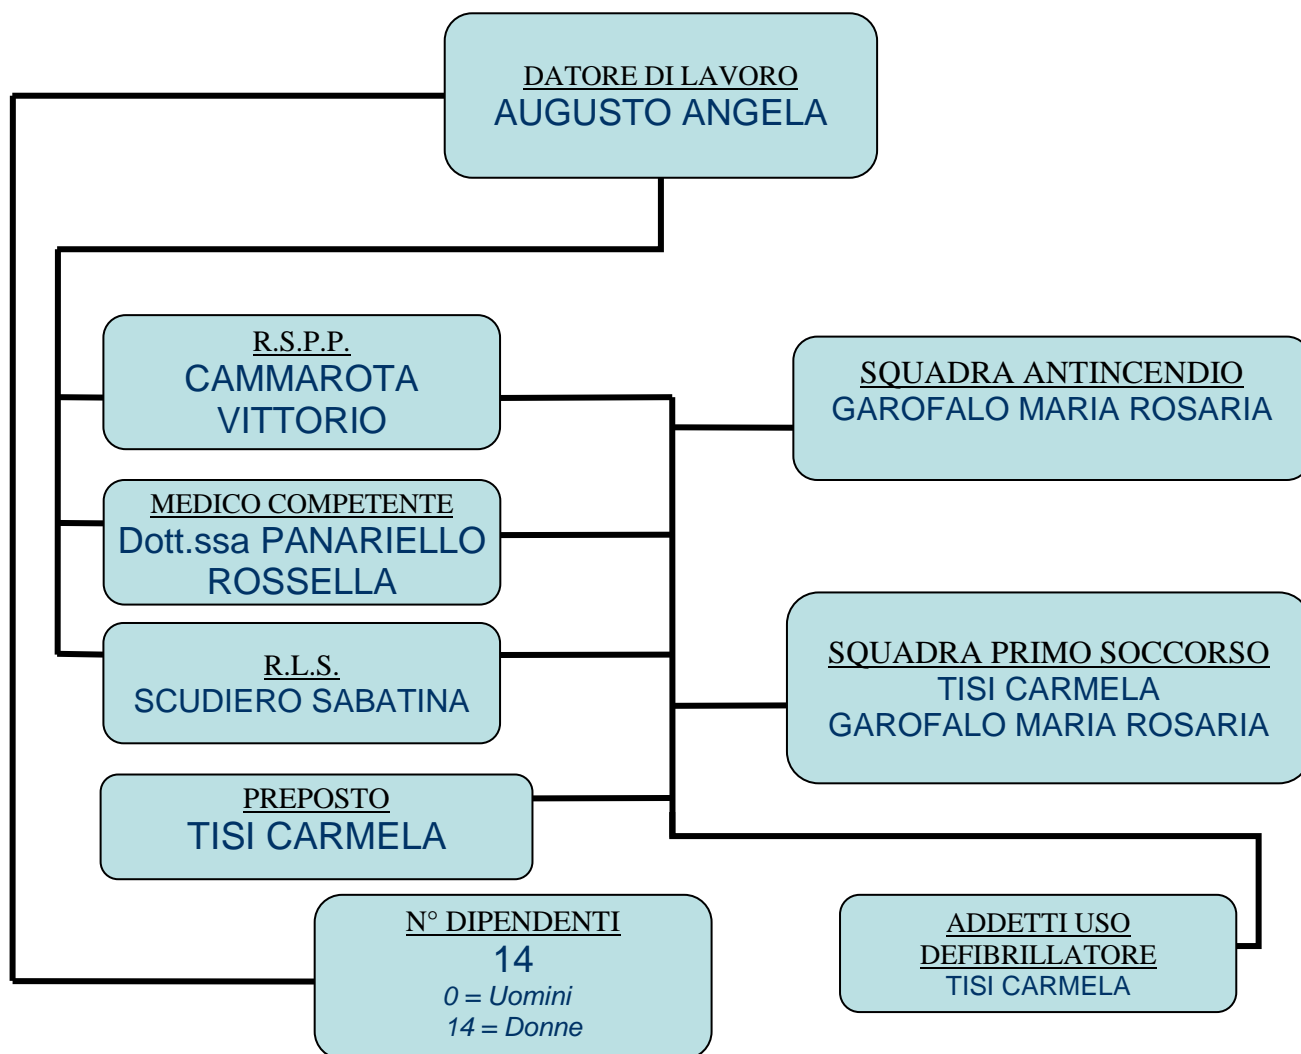 DATORE DI LAVORO
AUGUSTO ANGELA
R.S.P.P.
CAMMAROTA
VITTORIO
SQUADRA ANTINCENDIO
GAROFALO MARIA ROSARIA
MEDICO COMPETENTE
Dott.ssa PANARIELLO
ROSSELLA
R.L.S.
SCUDIERO SABATINA
SQUADRA PRIMO SOCCORSO
TISI CARMELA
GAROFALO MARIA ROSARIA
PREPOSTO
TISI CARMELA
N° DIPENDENTI
14
0 = Uomini
14 = Donne
ADDETTI USO
DEFIBRILLATORE
TISI CARMELA